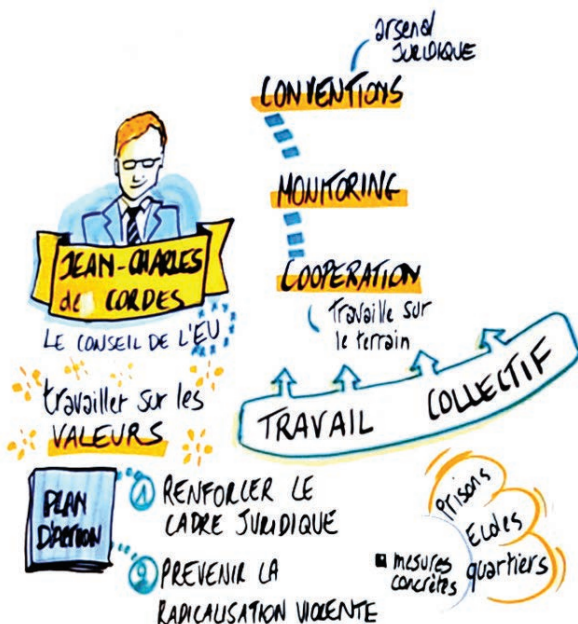 arsenal
JURIDIQUE
CONVENTIONS
MONITORING
COOPERATION
travaille sur
le terrain
JEAN-CHARLES
de CORDES
LE CONSEIL DE L'EU
travailler sur les
VALEURS
TRAVAIL COLLECTIF
PLAN
D'ACTION
1 RENFORCER LE
CADRE JURIDIQUE
2 PREVENIR LA
RADICALISATION VIOLENTE
Prisons
Ecoles
quartiers
mesures
concrètes